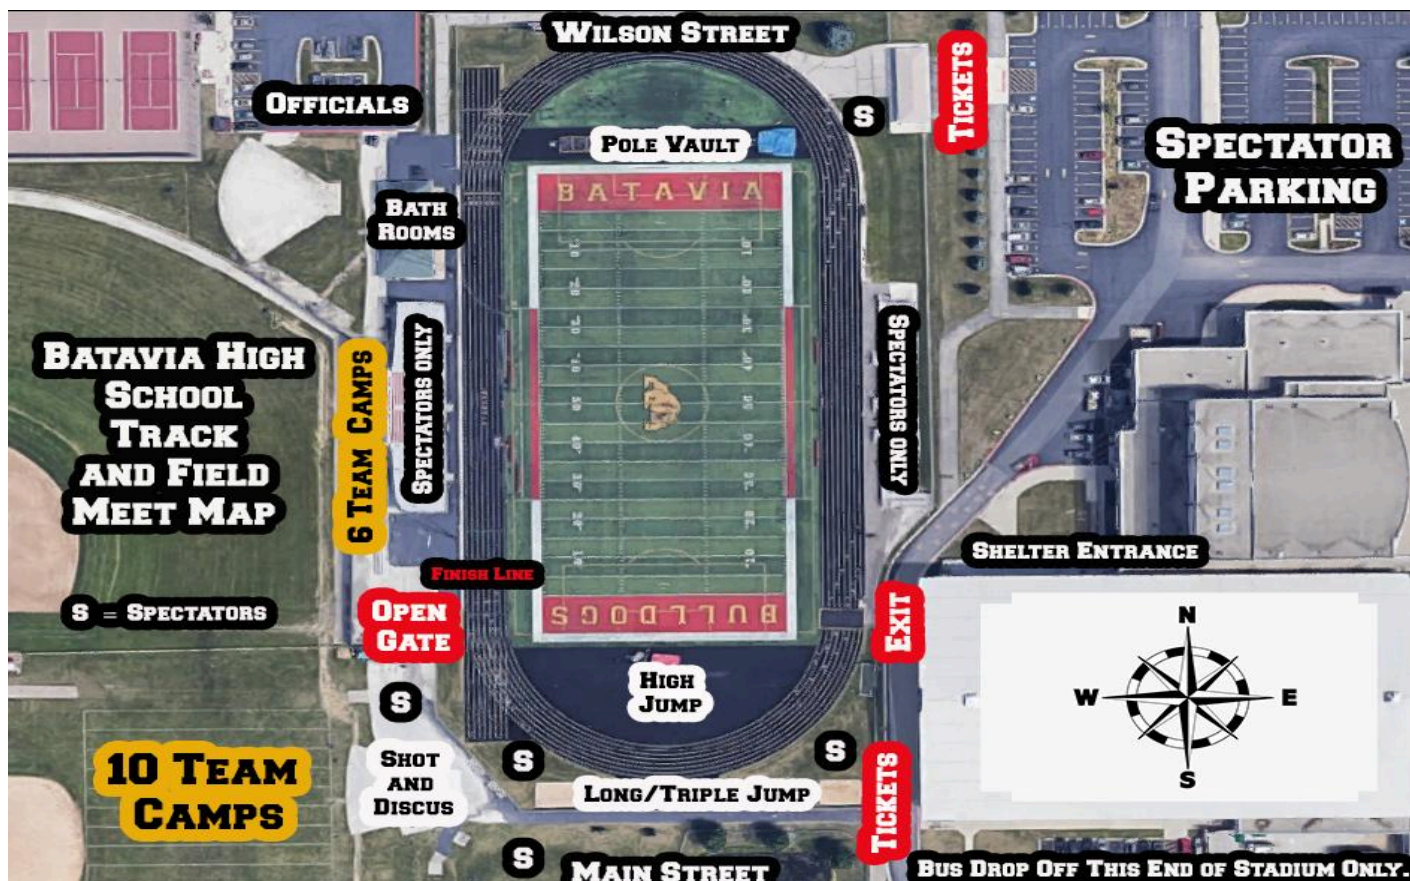 WILSON STREET
TICKETS
OFFICIALS
S
POLE VAULT
SPECTATOR
PARKING
BATAVIA
BATH
ROOMS
BATAVIA HIGH
SCHOOL
TRACK
AND FIELD
MEET MAP
6 TEAM CAMPS
SPECTATORS ONLY
SPECTATORS ONLY
SHELTER ENTRANCE
FINISH LINE
S = SPECTATORS
OPEN
GATE
BULLDOGS
EXIT
N
W
E
S
HIGH
JUMP
S
S
S
10 TEAM
CAMPS
SHOT
AND
DISCUS
LONG/TRIPLE JUMP
TICKETS
S
MAIN STREET
BUS DROP OFF THIS END OF STADIUM ONLY.